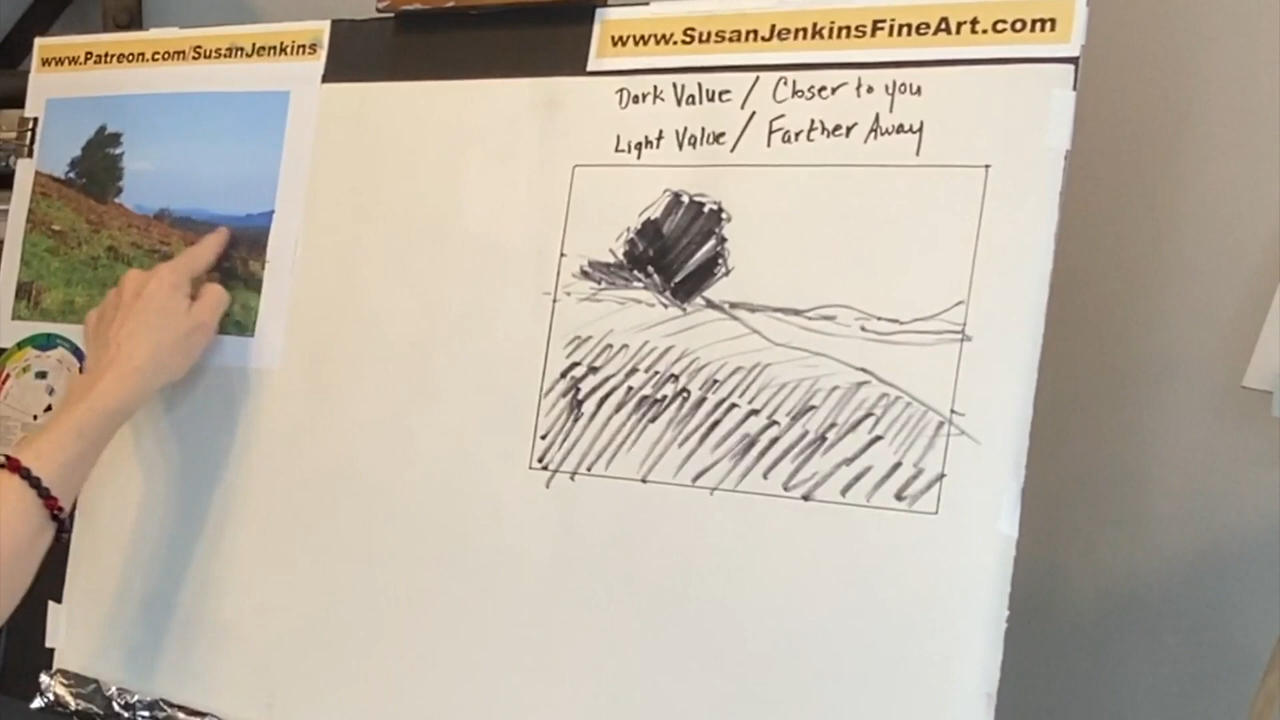 www.Patreon.com/SusanJenkins
www.SusanJenkinsFineArt.com
Dark Value / Closer to you
Light Value / Farther Away